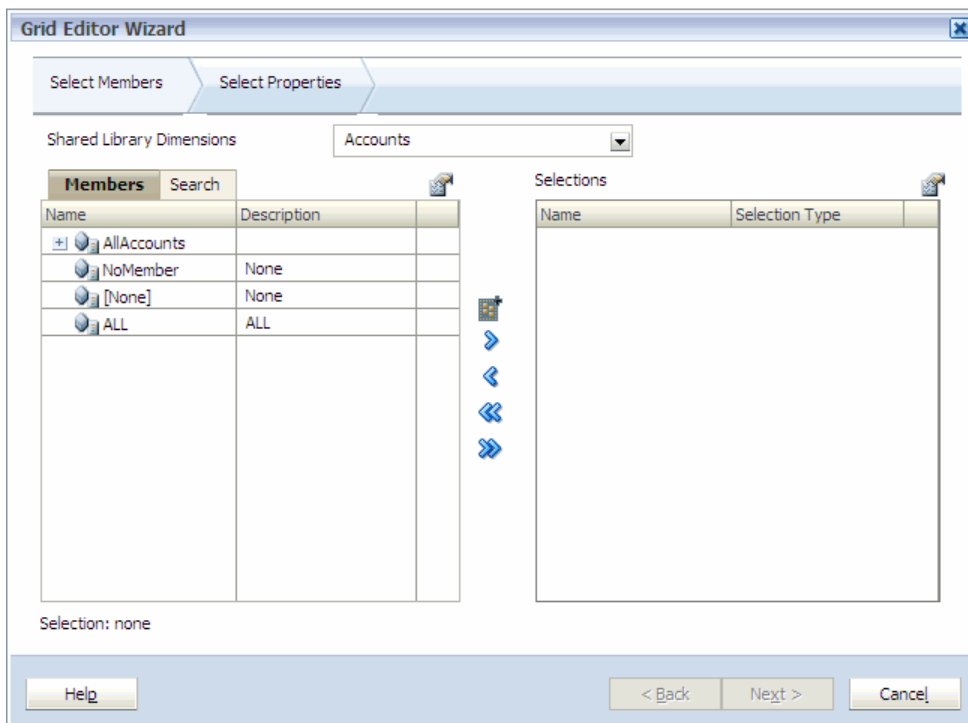 Grid Editor Wizard
Select Members Select Properties
Shared Library Dimensions Accounts
Members Search
Selections
Name Description
Name Selection Type
AllAccounts
NoMember None
[None] None
ALL ALL
Selection: none
Help < Back Next > Cancel